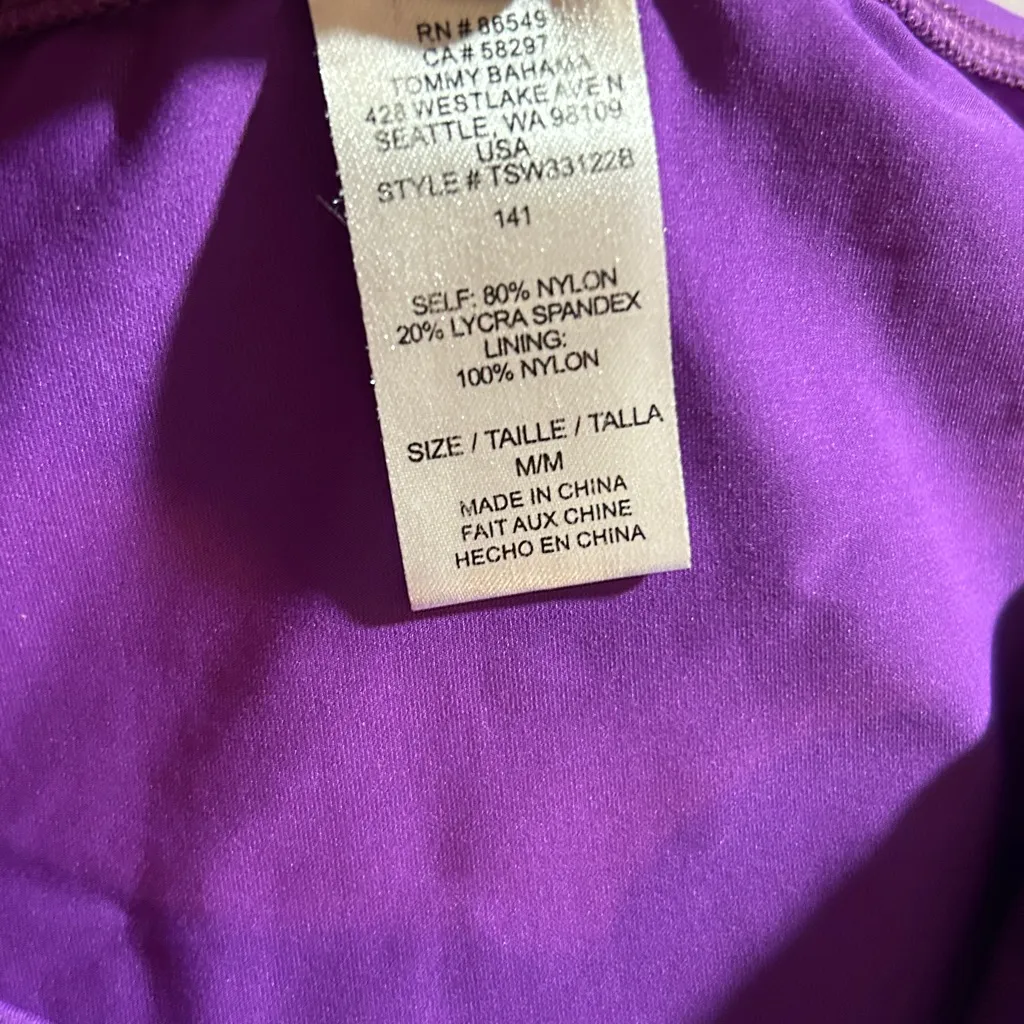 RN # 86549
CA # 58297
TOMMY BAHAMA
428 WESTLAKE AVE N
SEATTLE, WA 98109
USA
STYLE # TSW33122B
141
SELF: 80% NYLON
20% LYCRA SPANDEX
LINING:
100% NYLON
SIZE / TAILLE / TALLA
M/M
MADE IN CHINA
FAIT AUX CHINE
HECHO EN CHINA